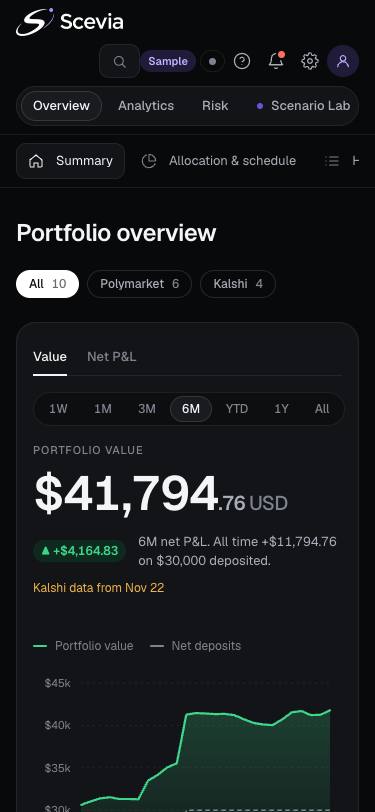 Scevia
Sample
Overview Analytics Risk Scenario Lab
Summary Allocation & schedule
Portfolio overview
All 10 Polymarket 6 Kalshi 4
Value Net P&L
1W 1M 3M 6M YTD 1Y All
PORTFOLIO VALUE
$41,794.76 USD
▲ +$4,164.83 6M net P&L. All time +$11,794.76
on $30,000 deposited.
Kalshi data from Nov 22
Portfolio value Net deposits
$45k
$40k
$35k
$30k